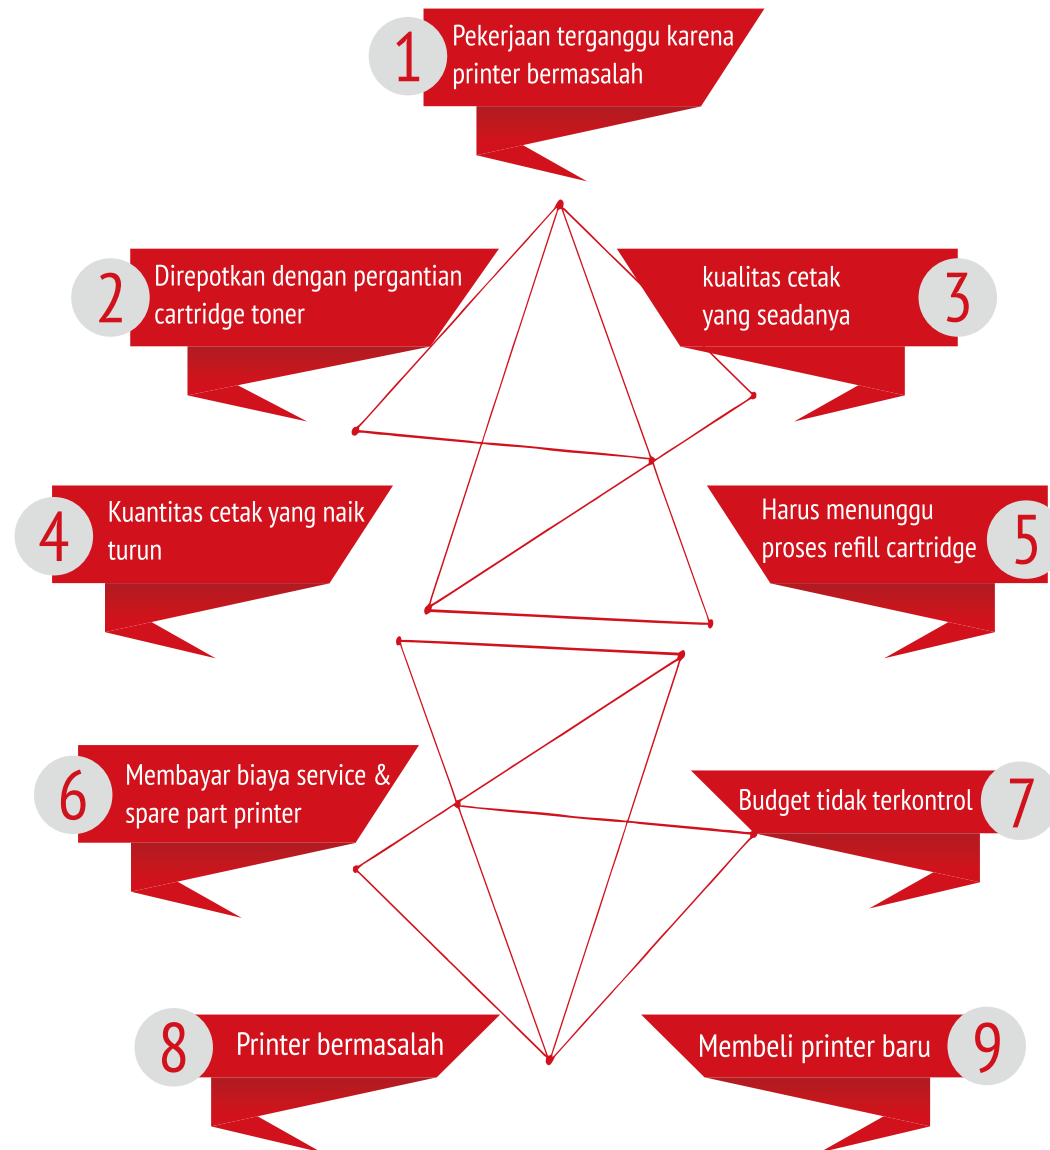 1
Pekerjaan terganggu karena
printer bermasalah
2
Direpotkan dengan pergantian
cartridge toner
3
kualitas cetak
yang seadanya
4
Kuantitas cetak yang naik
turun
5
Harus menunggu
proses refill cartridge
6
Membayar biaya service &
spare part printer
7
Budget tidak terkontrol
8
Printer bermasalah
9
Membeli printer baru